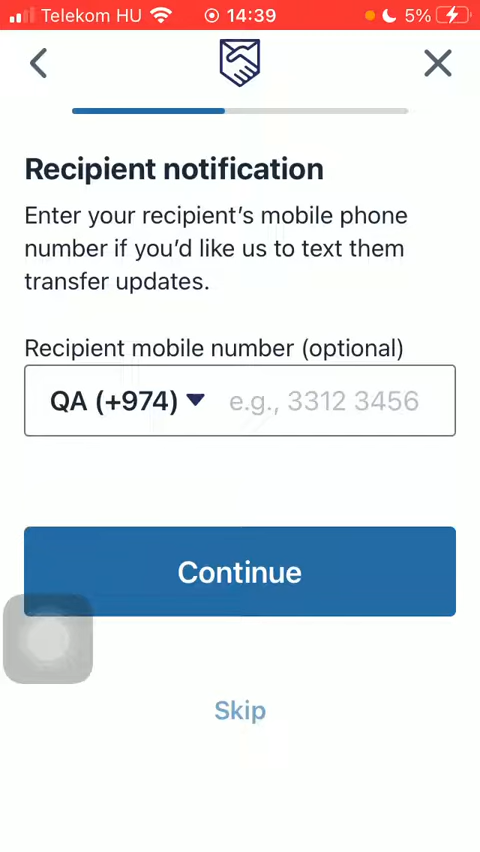 Telekom HU 14:39 5%
Recipient notification
Enter your recipient's mobile phone
number if you'd like us to text them
transfer updates.
Recipient mobile number (optional)
QA (+974) e.g., 3312 3456
Continue
Skip